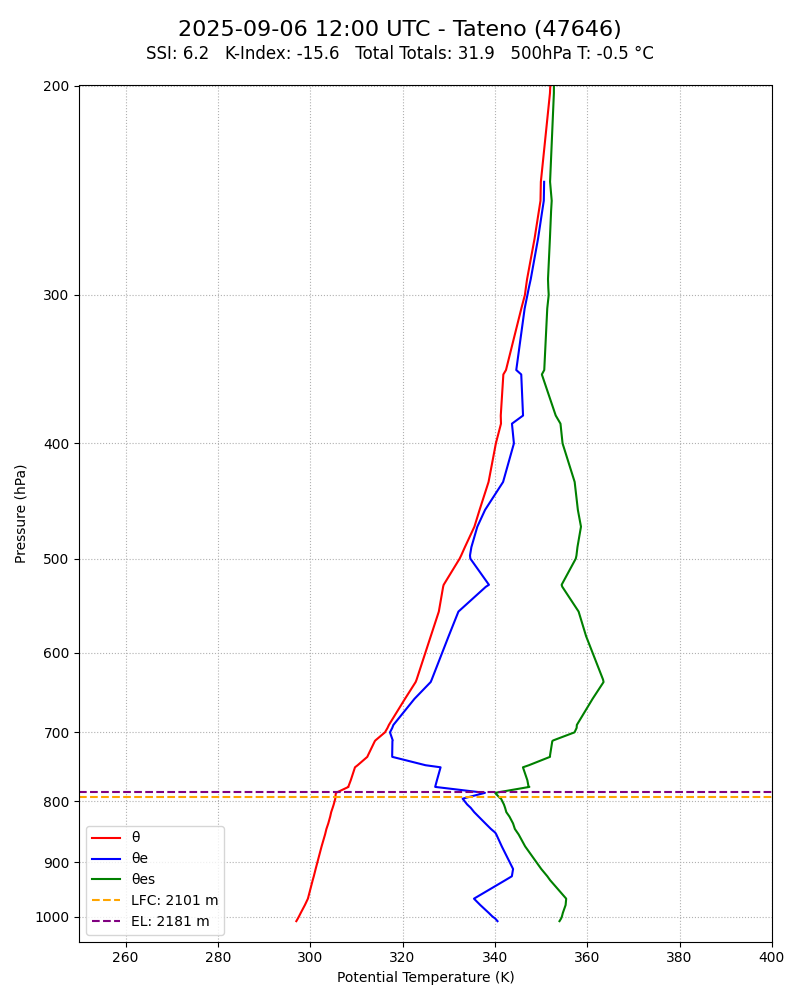 2025-09-06 12:00 UTC - Tateno (47646)
SSI: 6.2   K-Index: -15.6   Total Totals: 31.9   500hPa T: -0.5 °C
200
300
400
500
600
700
800
900
1000
Pressure (hPa)
θ
θe
θes
LFC: 2101 m
EL: 2181 m
260
280
300
320
340
360
380
400
Potential Temperature (K)